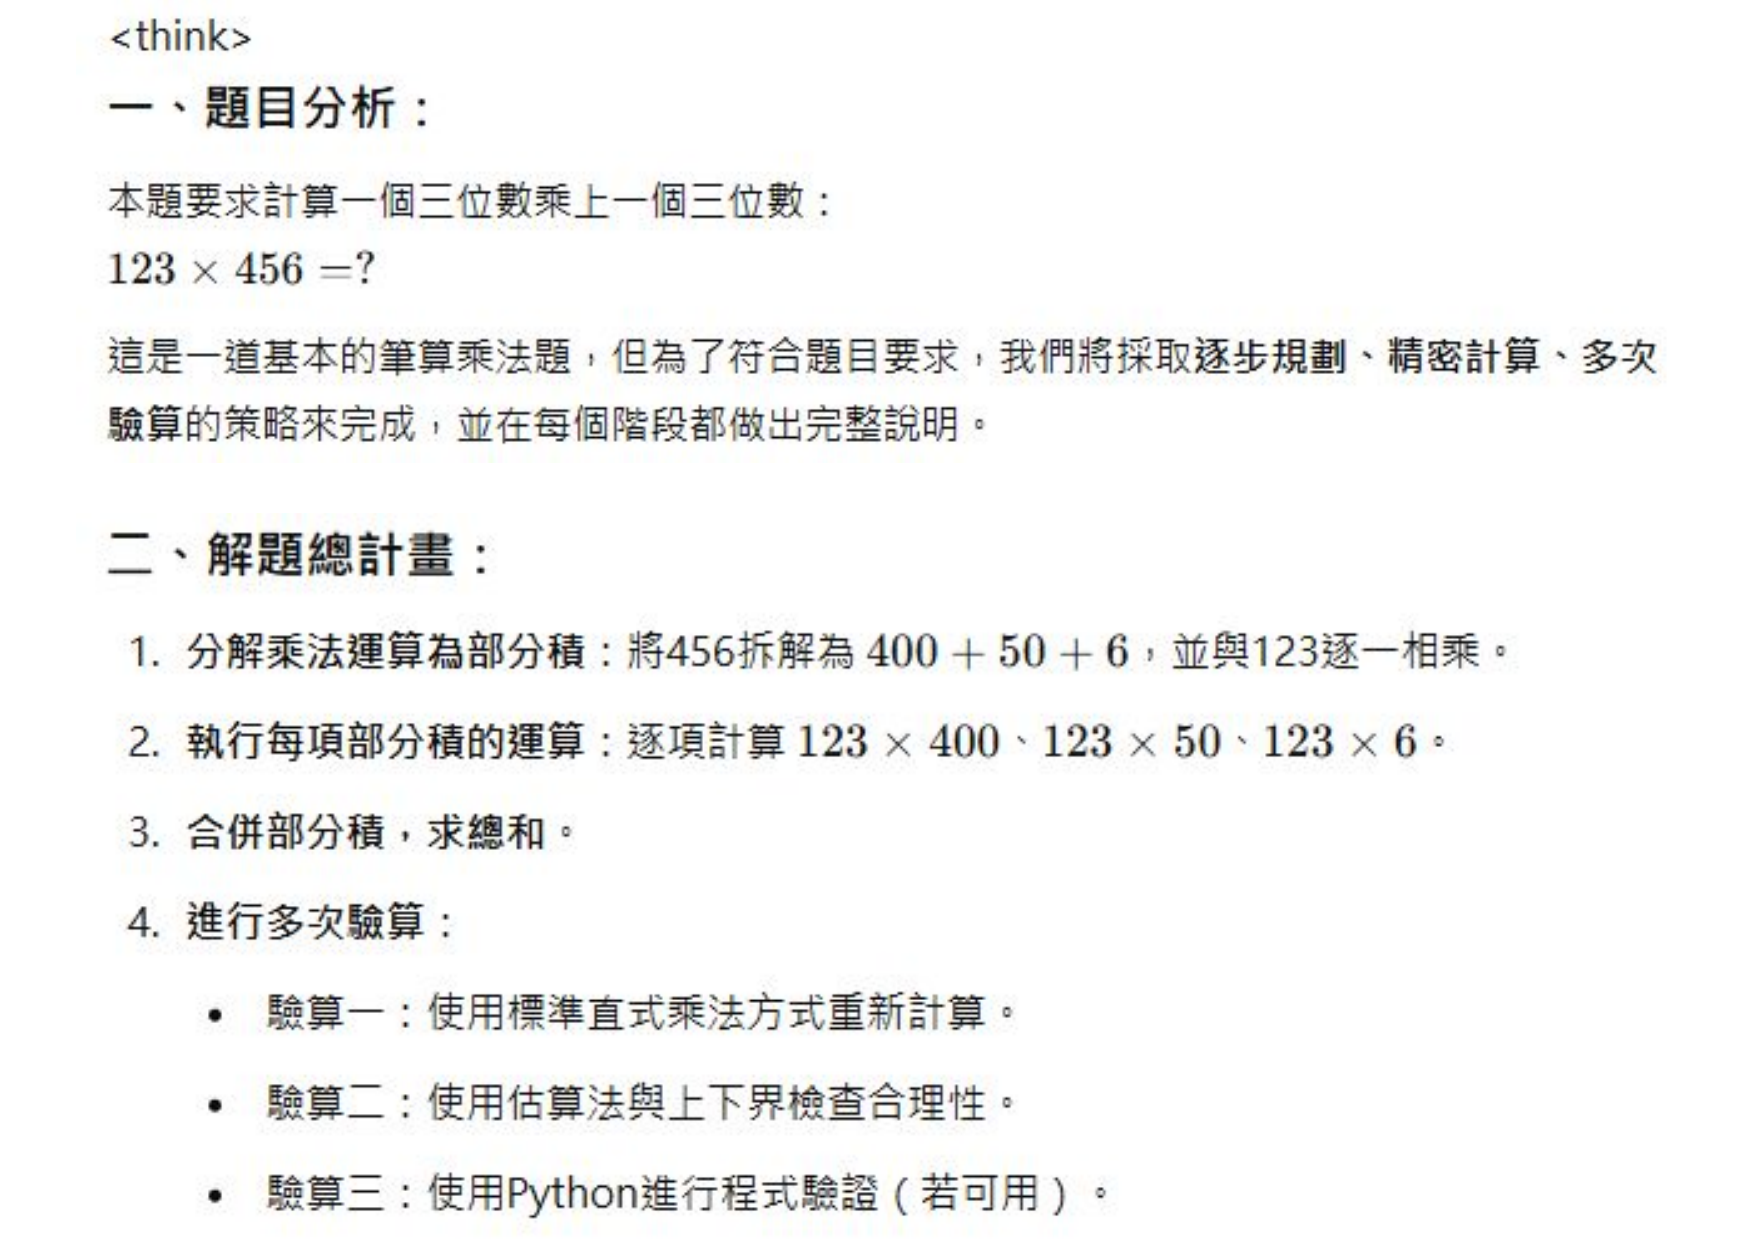 <think>
一、題目分析：
本題要求計算一個三位數乘上一個三位數：
123 × 456 =?
這是一道基本的筆算乘法題，但為了符合題目要求，我們將採取逐步規劃、精密計算、多次
驗算的策略來完成，並在每個階段都做出完整說明。
二、解題總計畫：
1. 分解乘法運算為部分積：將456拆解為 400 + 50 + 6，並與123逐一相乘。
2. 執行每項部分積的運算：逐項計算 123 × 400、123 × 50、123 × 6。
3. 合併部分積，求總和。
4. 進行多次驗算：
• 驗算一：使用標準直式乘法方式重新計算。
• 驗算二：使用估算法與上下界檢查合理性。
• 驗算三：使用Python進行程式驗證（若可用）。